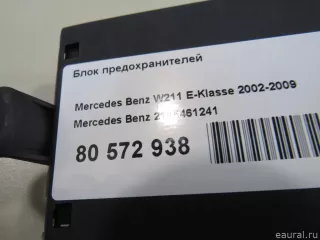 Блок предохранителей
Mercedes Benz W211 E-Klasse 2002-2009
Mercedes Benz
80 572 938
eaural.ru